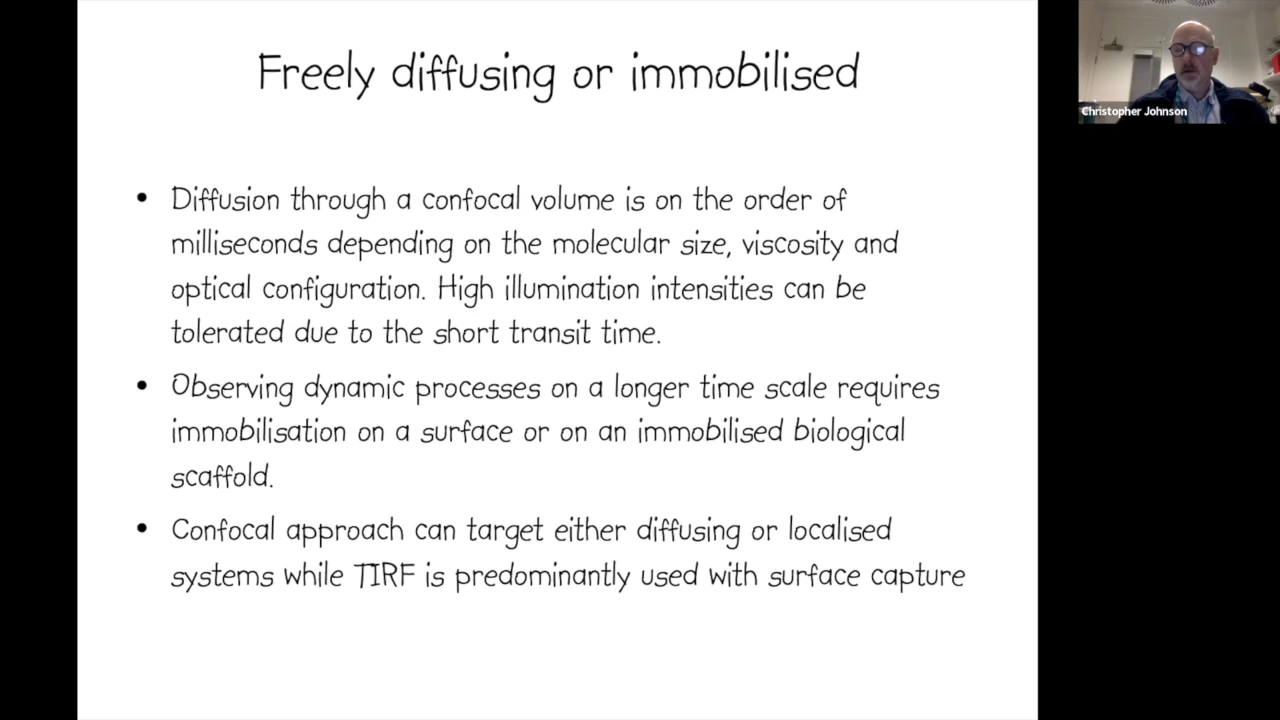 Freely diffusing or immobilised
• Diffusion through a confocal volume is on the order of
milliseconds depending on the molecular size, viscosity and
optical configuration. High illumination intensities can be
tolerated due to the short transit time.
• Observing dynamic processes on a longer time scale requires
immobilisation on a surface or on an immobilised biological
scaffold.
• Confocal approach can target either diffusing or localised
systems while TIRF is predominantly used with surface capture
Christopher Johnson